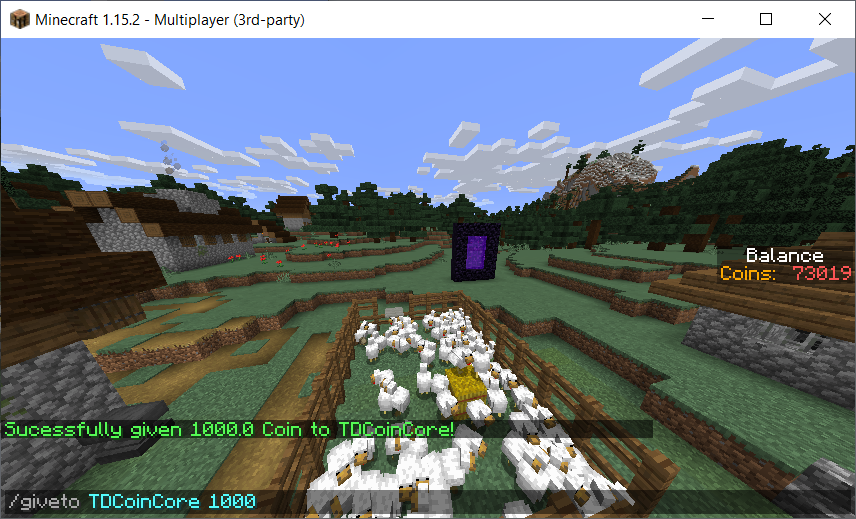 Minecraft 1.15.2 - Multiplayer (3rd-party)
Balance
Coins: 73019
Sucessfully given 1000.0 Coin to TDCoinCore!
/giveto TDCoinCore 1000